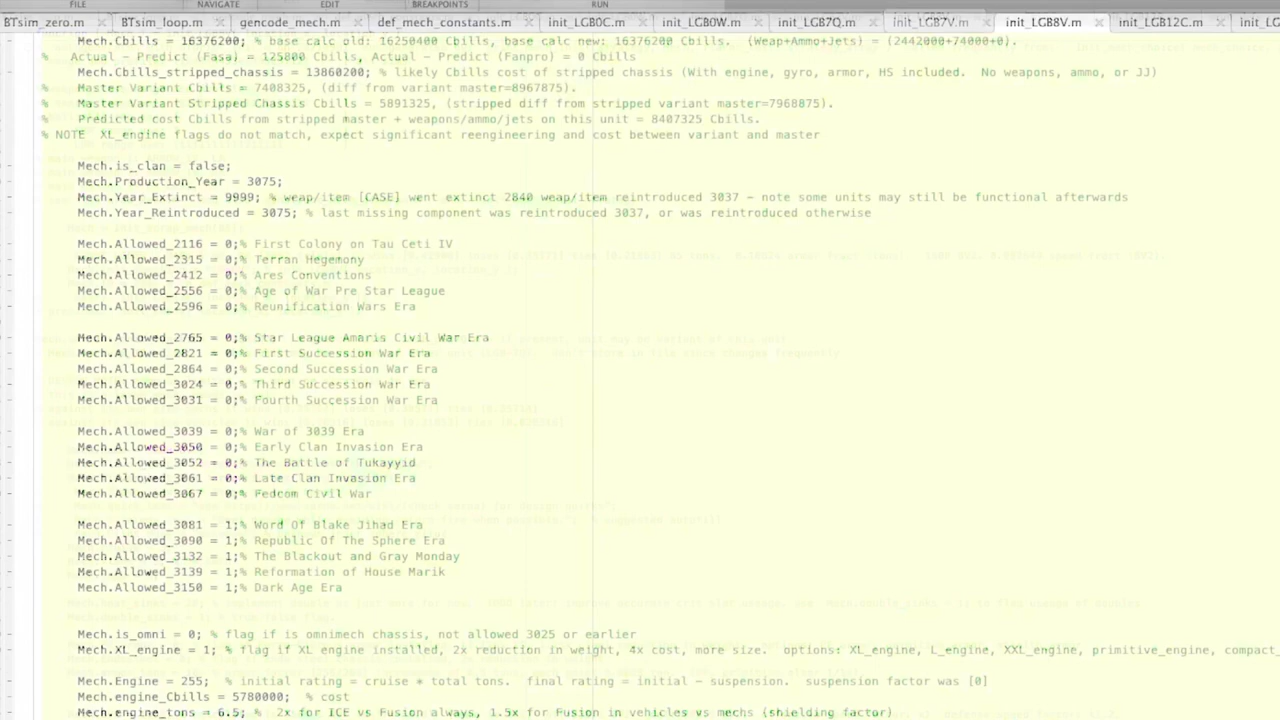 FILE NAVIGATE EDIT BREAKPOINTS RUN
BTsim_zero.m BTsim_loop.m gencode_mech.m def_mech_constants.m init_LGB0C.m init_LGB0W.m init_LGB7Q.m init_LGB7V.m init_LGB8V.m init_LGB12C.m init_LG
Mech.Cbills = 16376200; % base calc old: 16250400 Cbills, base calc new: 16376200 Cbills. (Weap+Ammo+Jets) = (2442000+74000+0).
% Actual - Predict (Fasa) = 125800 Cbills, Actual - Predict (Fanpro) = 0 Cbills
Mech.Cbills_stripped_chassis = 13860200; % likely Cbills cost of stripped chassis (With engine, gyro, armor, HS included. No weapons, ammo, or JJ)
% Master Variant Cbills = 7408325, (diff from variant master=8967875).
% Master Variant Stripped Chassis Cbills = 5891325, (stripped diff from stripped variant master=7968875).
% Predicted cost Cbills from stripped master + weapons/ammo/jets on this unit = 8407325 Cbills.
% NOTE XL_engine flags do not match, expect significant reengineering and cost between variant and master
Mech.is_clan = false;
Mech.Production_Year = 3075;
Mech.Year_Extinct = 9999; % weap/item [CASE] went extinct 2840 weap/item reintroduced 3037 - note some units may still be functional afterwards
Mech.Year_Reintroduced = 3075; % last missing component was reintroduced 3037, or was reintroduced otherwise
Mech.Allowed_2116 = 0;% First Colony on Tau Ceti IV
Mech.Allowed_2315 = 0;% Terran Hegemony
Mech.Allowed_2412 = 0;% Ares Conventions
Mech.Allowed_2556 = 0;% Age of War Pre Star League
Mech.Allowed_2596 = 0;% Reunification Wars Era
Mech.Allowed_2765 = 0;% Star League Amaris Civil War Era
Mech.Allowed_2821 = 0;% First Succession War Era
Mech.Allowed_2864 = 0;% Second Succession War Era
Mech.Allowed_3024 = 0;% Third Succession War Era
Mech.Allowed_3031 = 0;% Fourth Succession War Era
Mech.Allowed_3039 = 0;% War of 3039 Era
Mech.Allowed_3050 = 0;% Early Clan Invasion Era
Mech.Allowed_3052 = 0;% The Battle of Tukayyid
Mech.Allowed_3061 = 0;% Late Clan Invasion Era
Mech.Allowed_3067 = 0;% Fedcom Civil War
Mech.Allowed_3081 = 1;% Word Of Blake Jihad Era
Mech.Allowed_3090 = 1;% Republic Of The Sphere Era
Mech.Allowed_3132 = 1;% The Blackout and Gray Monday
Mech.Allowed_3139 = 1;% Reformation of House Marik
Mech.Allowed_3150 = 1;% Dark Age Era
Mech.is_omni = 0; % flag if is omnimech chassis, not allowed 3025 or earlier
Mech.XL_engine = 1; % flag if XL engine installed, 2x reduction in weight, 4x cost, more size. options: XL_engine, L_engine, XXL_engine, primitive_engine, compact_
Mech.Engine = 255; % initial rating = cruise * total tons. final rating = initial - suspension. suspension factor was [0]
Mech.engine_Cbills = 5780000; % cost
Mech.engine_tons = 6.5; % 2x for ICE vs Fusion always, 1.5x for Fusion in vehicles vs mechs (shielding factor)